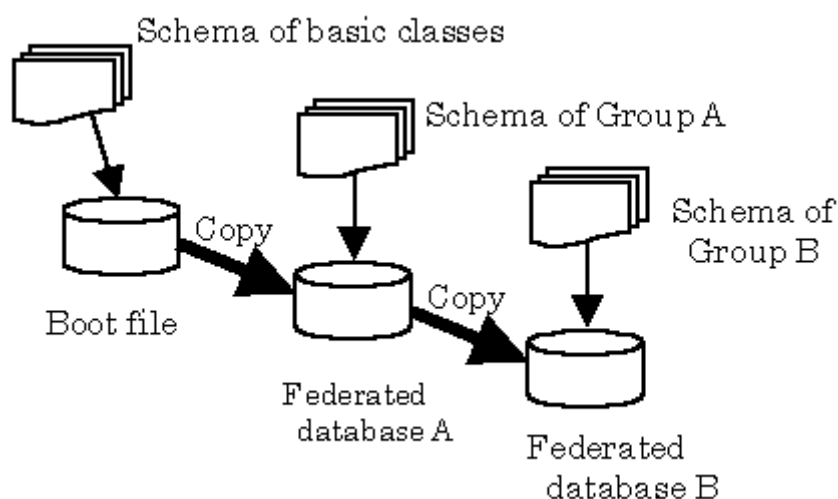 Schema of basic classes
Schema of Group A
Schema of
Group B
Copy
Boot file
Copy
Federated
database A
Federated
database B